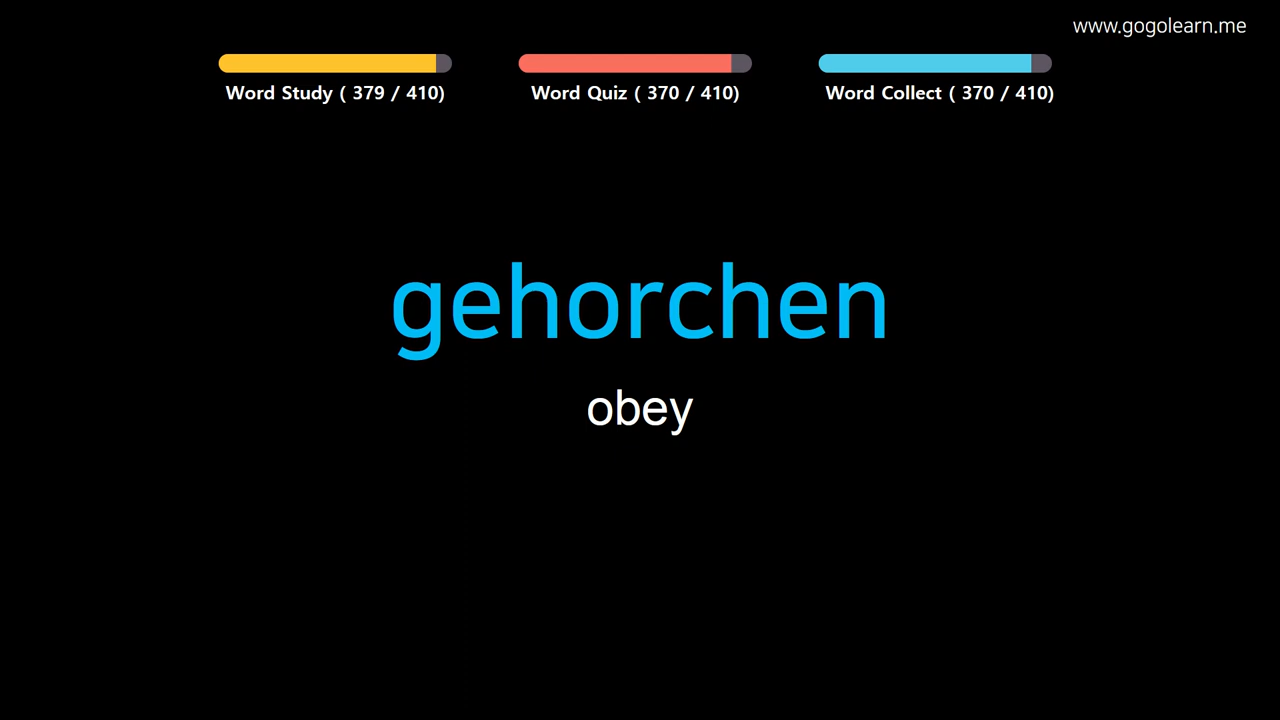 www.gogolearn.me
Word Study ( 379 / 410)
Word Quiz ( 370 / 410)
Word Collect ( 370 / 410)
gehorchen
obey